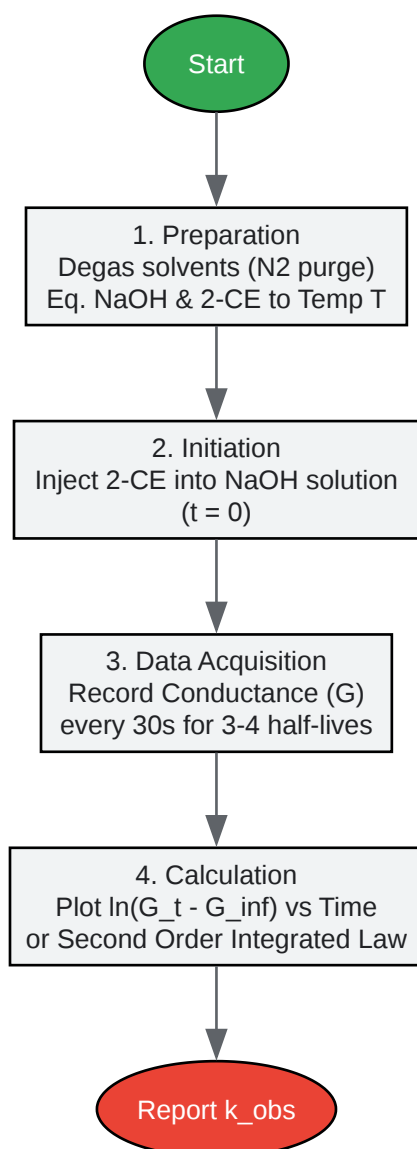 Start
1. Preparation
Degas solvents (N2 purge)
Eq. NaOH & 2-CE to Temp T
2. Initiation
Inject 2-CE into NaOH solution
(t = 0)
3. Data Acquisition
Record Conductance (G)
every 30s for 3-4 half-lives
4. Calculation
Plot ln(G_t - G_inf) vs Time
or Second Order Integrated Law
Report k_obs